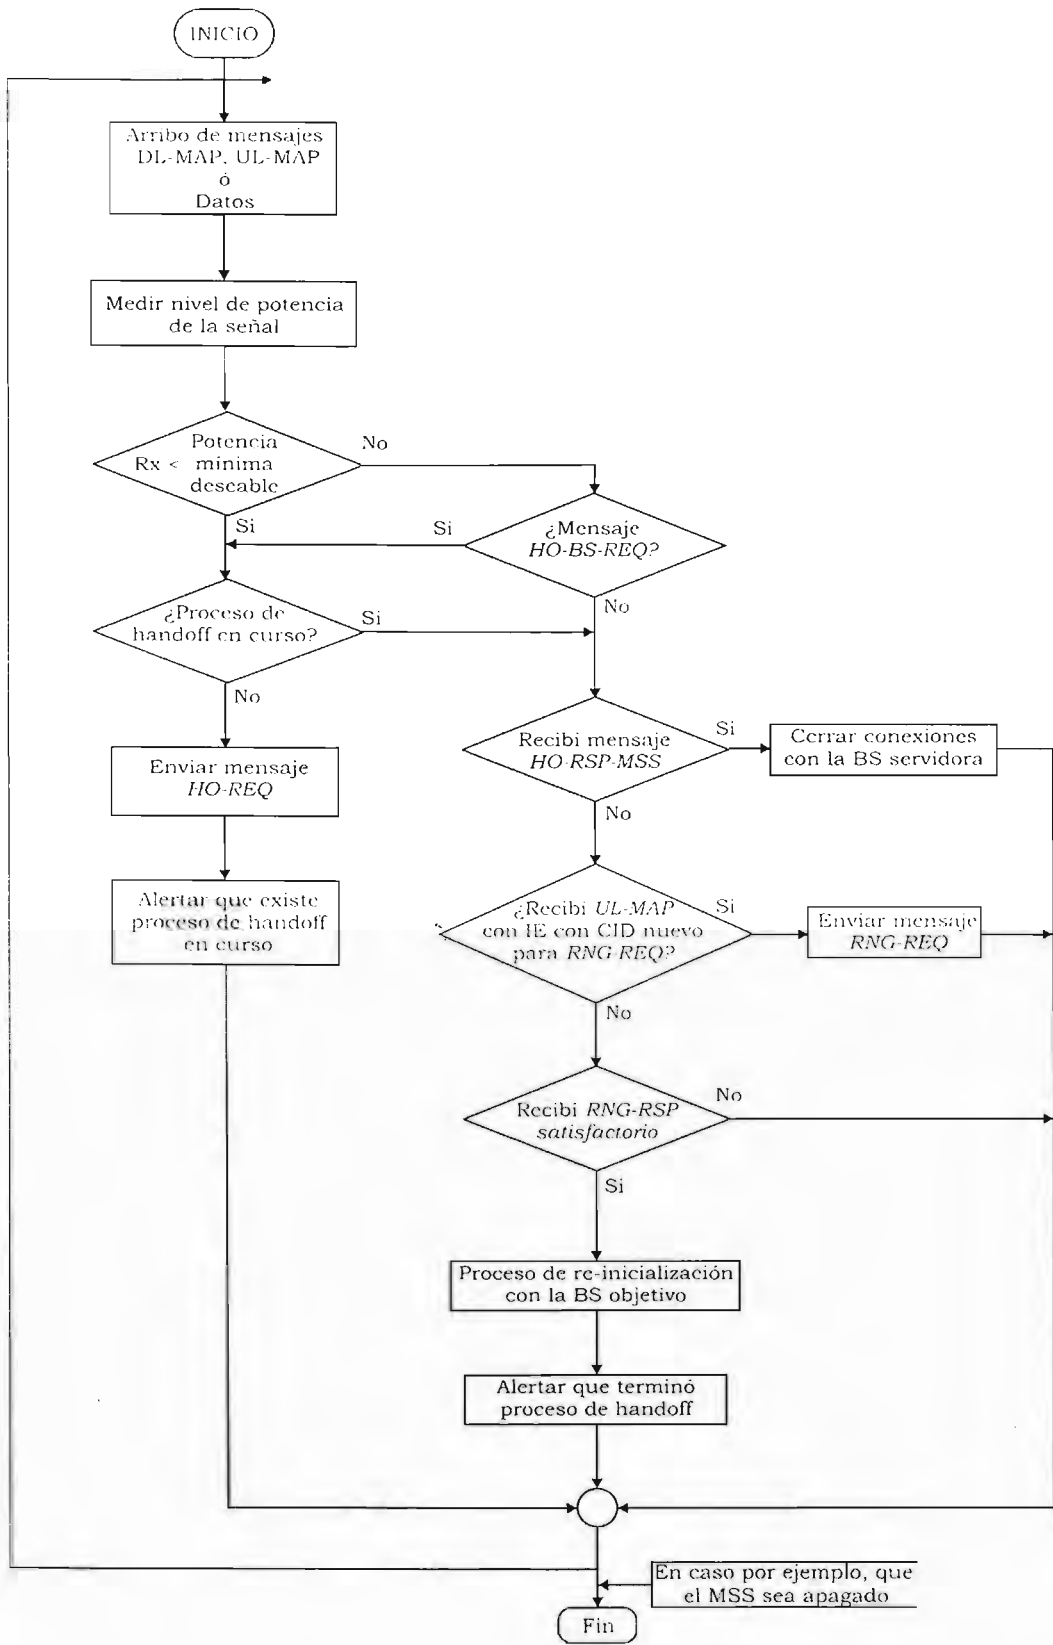 INICIO
Arribo de mensajes
DL-MAP, UL-MAP
ó
Datos
Medir nivel de potencia
de la señal
Potencia
Rx < mínima
deseable
No
Si
¿Mensaje
HO-BS-REQ?
Si
No
¿Proceso de
handoff en curso?
Si
No
Enviar mensaje
HO-REQ
Alertar que existe
proceso de handoff
en curso
Recibi mensaje
HO-RSP-MSS
Si
No
Cerrar conexiones
con la BS servidora
¿Recibi UL-MAP
con IE con CID nuevo
para RNG-REQ?
Si
No
Enviar mensaje
RNG-REQ
Recibi RNG-RSP
satisfactorio
No
Si
Proceso de re-inicialización
con la BS objetivo
Alertar que terminó
proceso de handoff
En caso por ejemplo, que
el MSS sea apagado
Fin